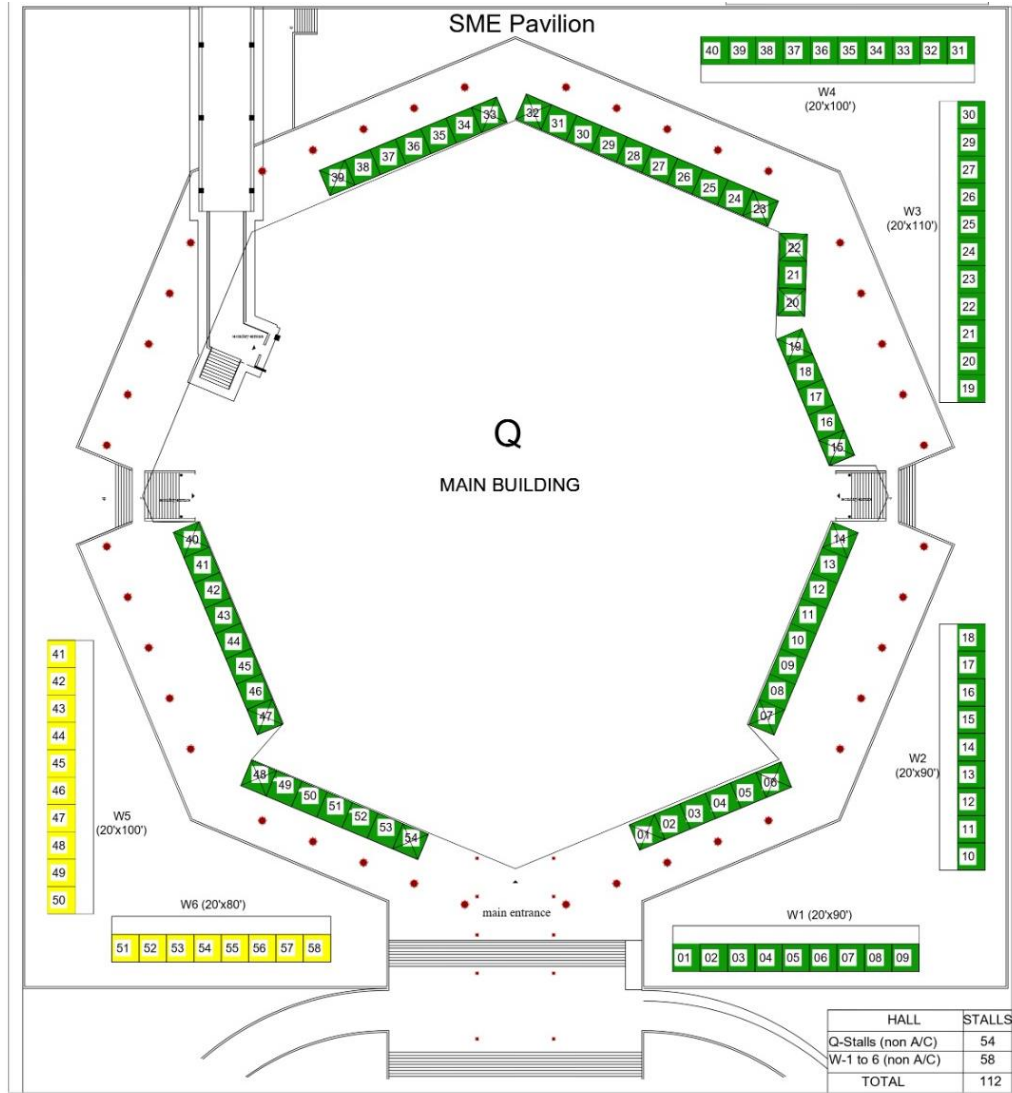 SME Pavilion
40 39 38 37 36 35 34 33 32 31
W4
(20'x100')
39 38 37 36 35 34 33
32 31 30 29 28 27 26 25 24 23
30
29
27
26
25
24
23
22
21
20
19
W3
(20'x110')
22
21
20
19
18
17
16
15
Q
MAIN BUILDING
40
41
42
43
44
45
46
47
14
13
12
11
10
09
08
07
41
42
43
44
45
46
47
48
49
50
W5
(20'x100')
18
17
16
15
14
13
12
11
10
W2
(20'x90')
48 49 50 51 52 53 54
01 02 03 04 05 06
main entrance
W6 (20'x80')
51 52 53 54 55 56 57 58
W1 (20'x90')
01 02 03 04 05 06 07 08 09
HALL STALLS
Q-Stalls (non A/C) 54
W-1 to 6 (non A/C) 58
TOTAL 112